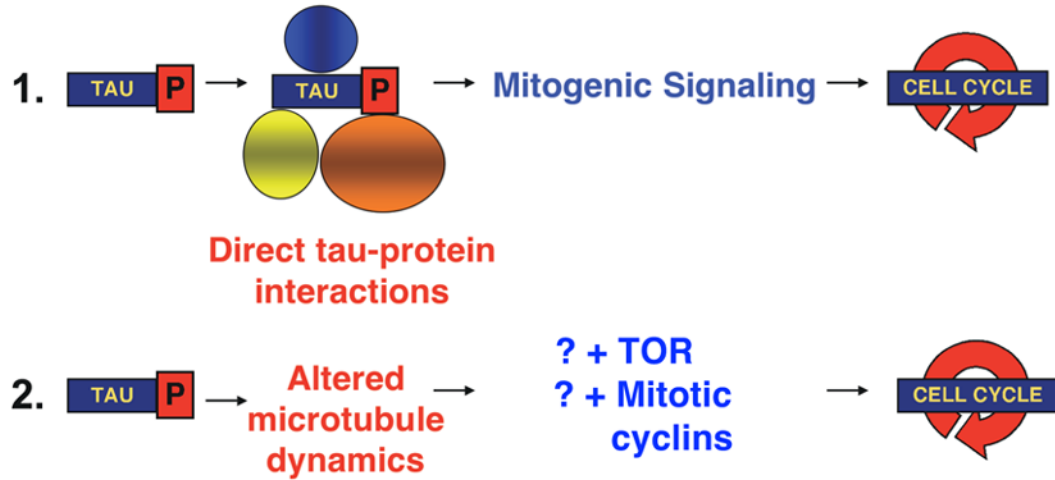 1. TAU P TAU P Mitogenic Signaling CELL CYCLE
Direct tau-protein
interactions
2. TAU P Altered
microtubule
dynamics
? + TOR
? + Mitotic
cyclins
CELL CYCLE